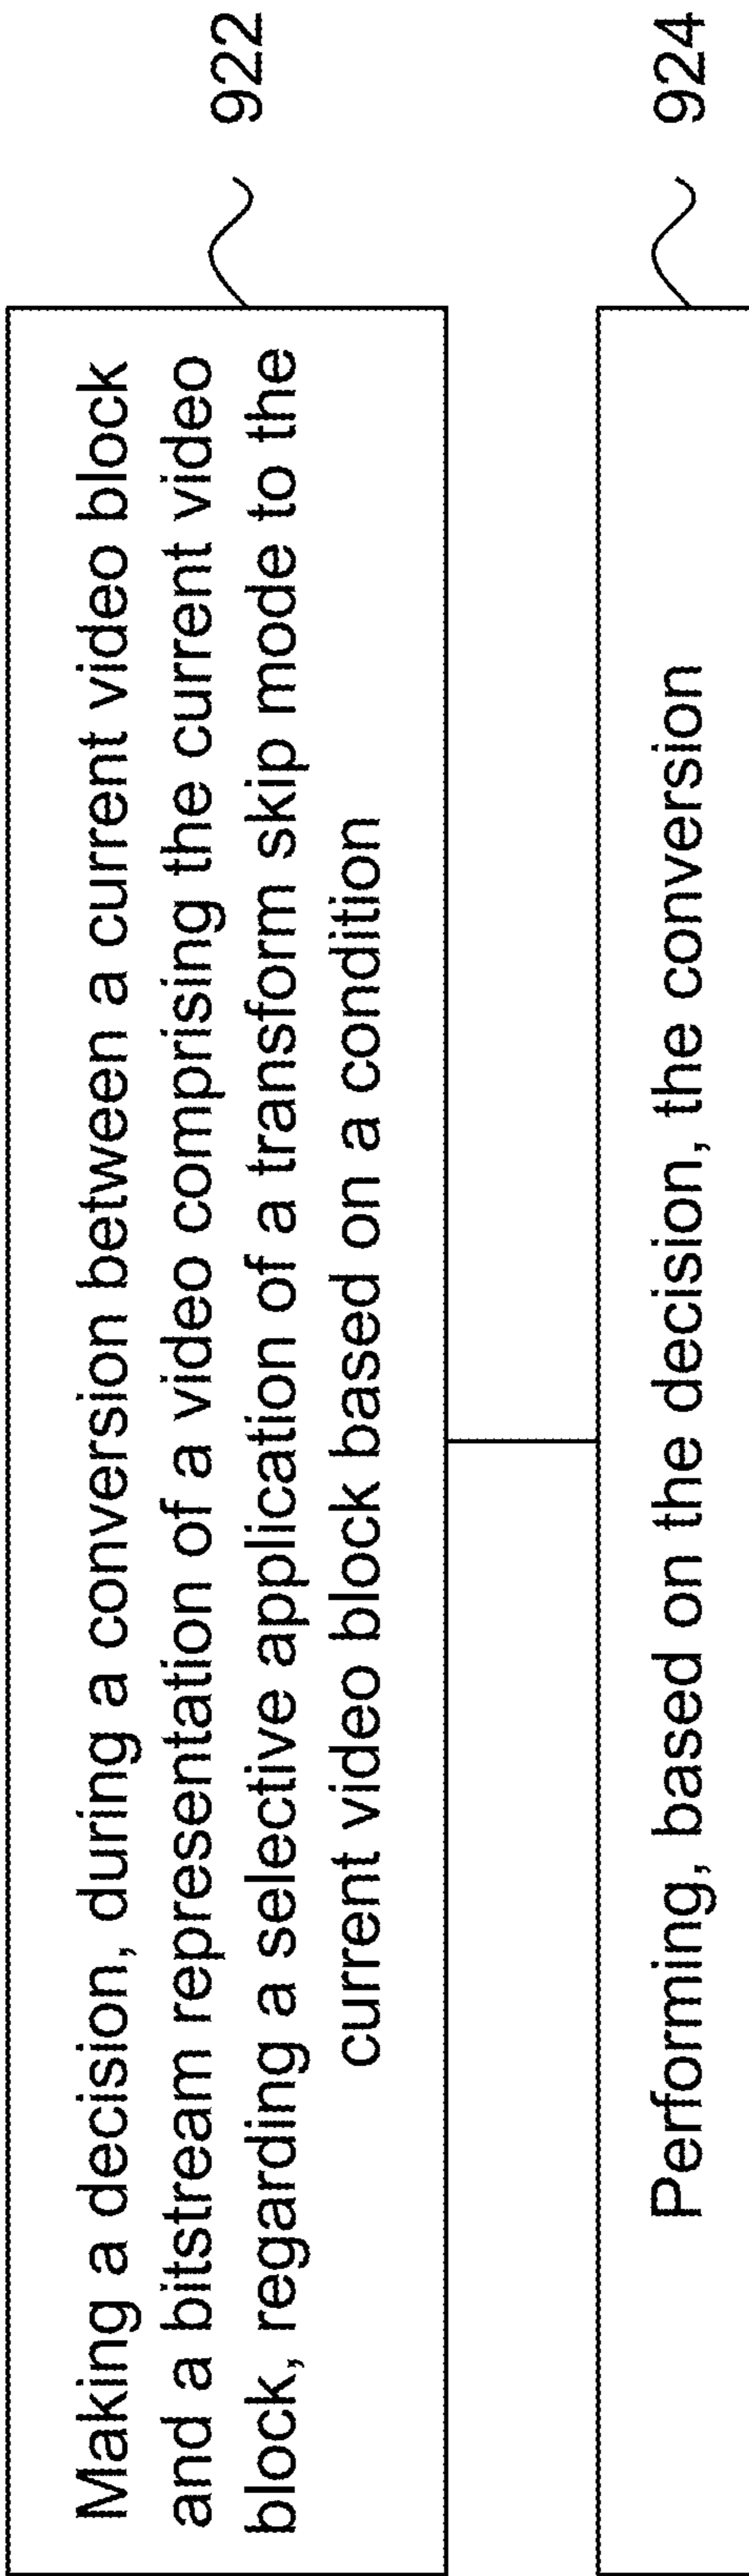 Making a decision, during a conversion between a current video block
and a bitstream representation of a video comprising the current video
block, regarding a selective application of a transform skip mode to the
current video block based on a condition
922
Performing, based on the decision, the conversion
924